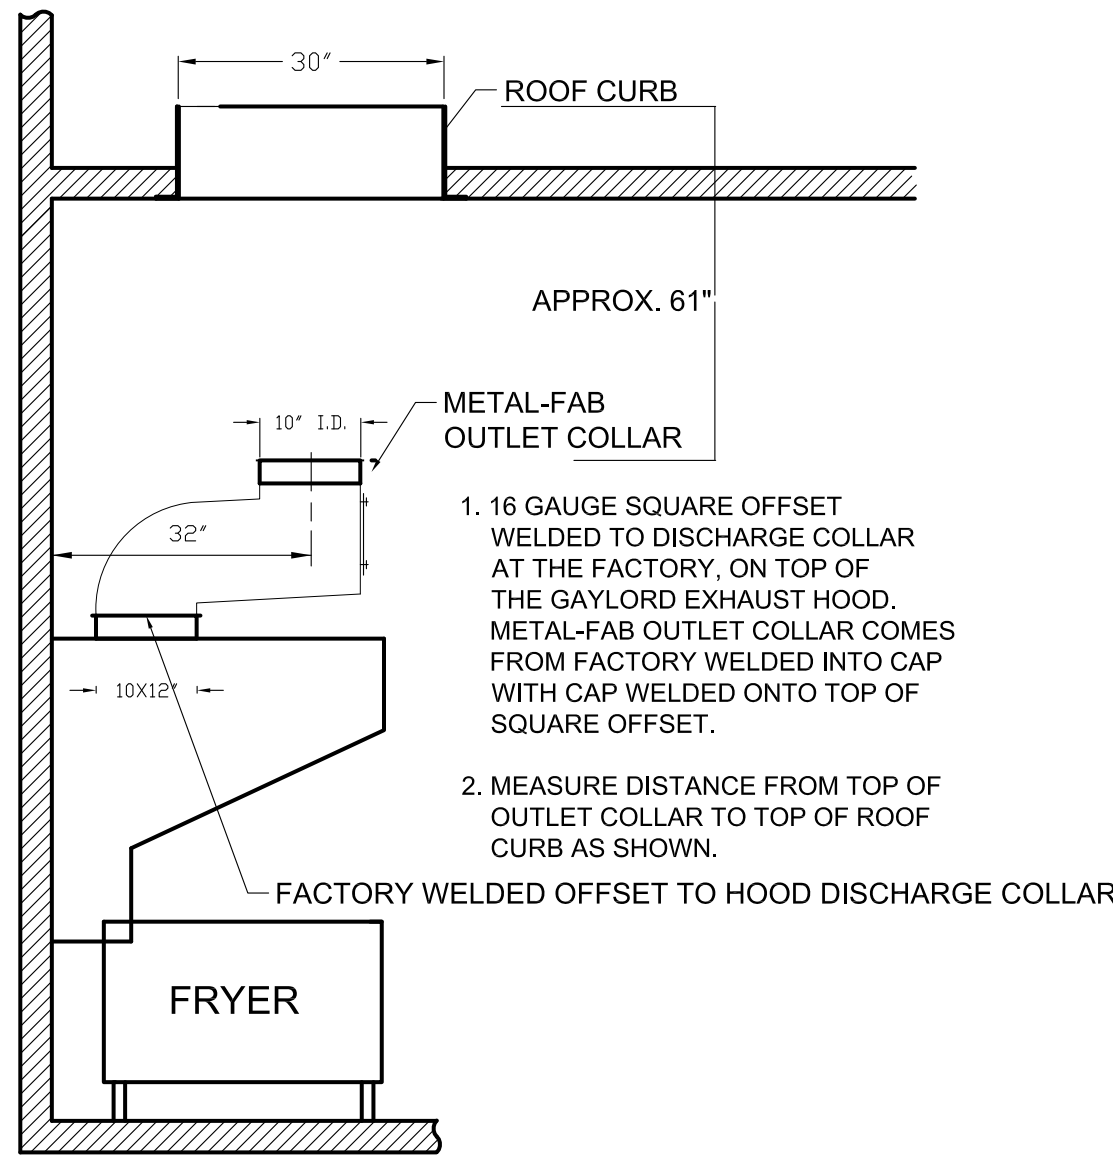 30"
ROOF CURB
APPROX. 61"
METAL-FAB
OUTLET COLLAR
10" I.D.
1. 16 GAUGE SQUARE OFFSET
WELDED TO DISCHARGE COLLAR
AT THE FACTORY, ON TOP OF
THE GAYLORD EXHAUST HOOD.
METAL-FAB OUTLET COLLAR COMES
FROM FACTORY WELDED INTO CAP
WITH CAP WELDED ONTO TOP OF
SQUARE OFFSET.
32"
10X12"
2. MEASURE DISTANCE FROM TOP OF
OUTLET COLLAR TO TOP OF ROOF
CURB AS SHOWN.
FACTORY WELDED OFFSET TO HOOD DISCHARGE COLLAR
FRYER